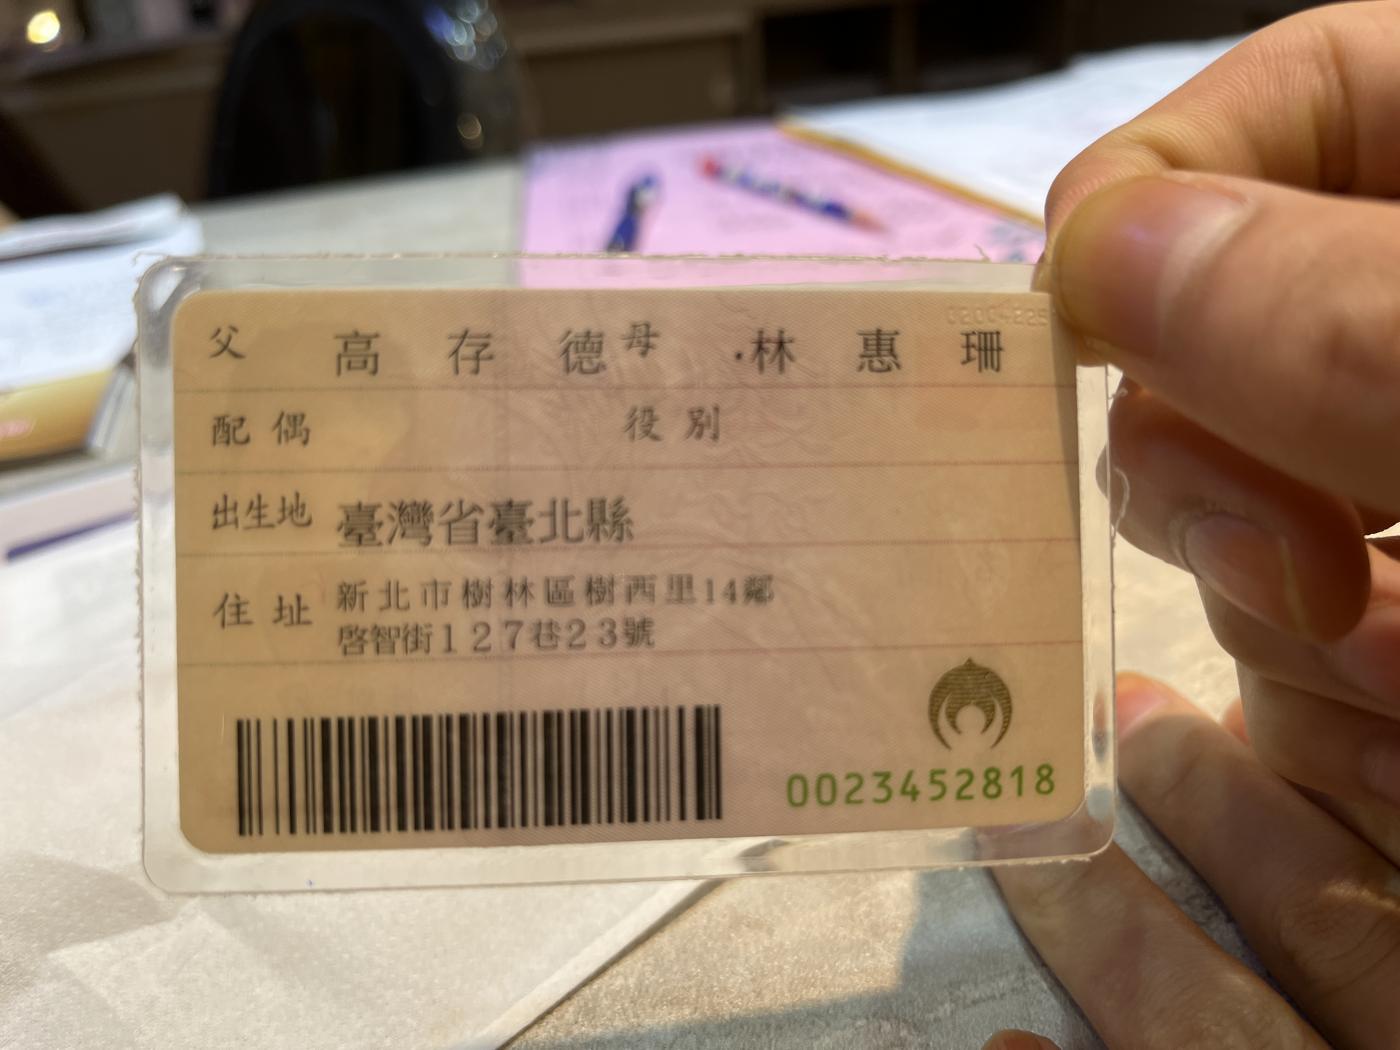 父 高存德 母 林惠珊
配偶 役別
出生地 臺灣省臺北縣
住址 新北市樹林區樹西里14鄰
啓智街127巷23號
0023452818